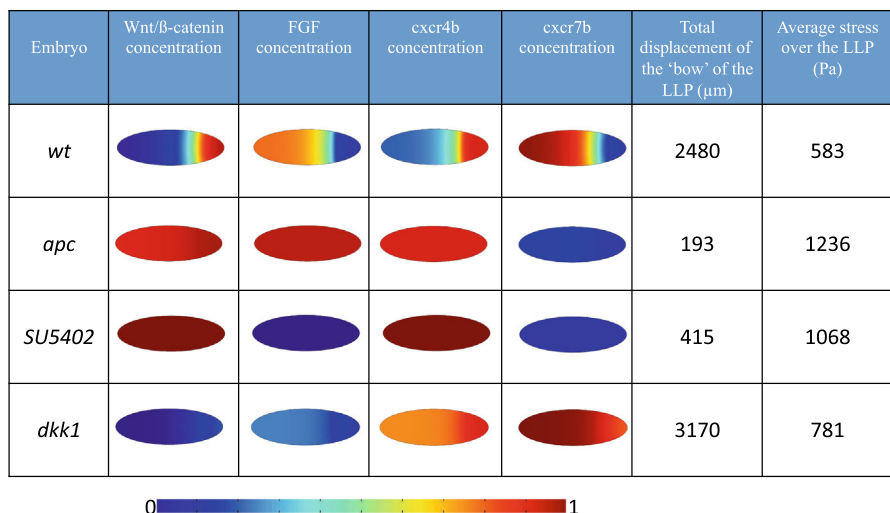 Embryo
Wnt/ß-catenin
concentration
FGF
concentration
cxcr4b
concentration
cxcr7b
concentration
Total
displacement of
the ‘bow’ of the
LLP (µm)
Average stress
over the LLP
(Pa)
wt
2480
583
apc
193
1236
SU5402
415
1068
dkk1
3170
781
0
1